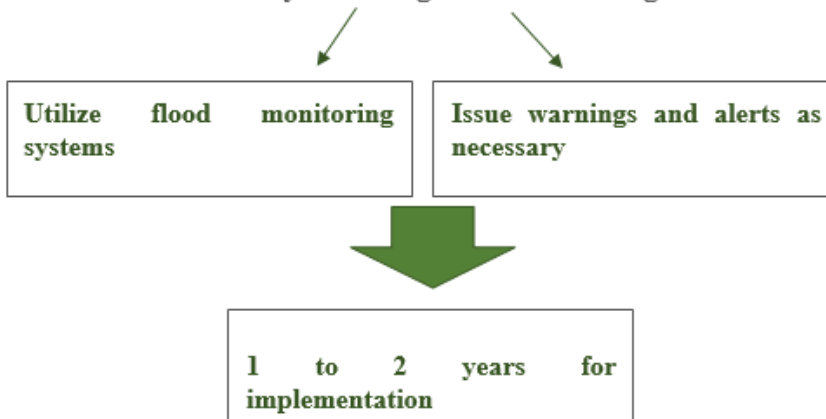 Utilize flood monitoring
systems
Issue warnings and alerts as
necessary
1 to 2 years for
implementation